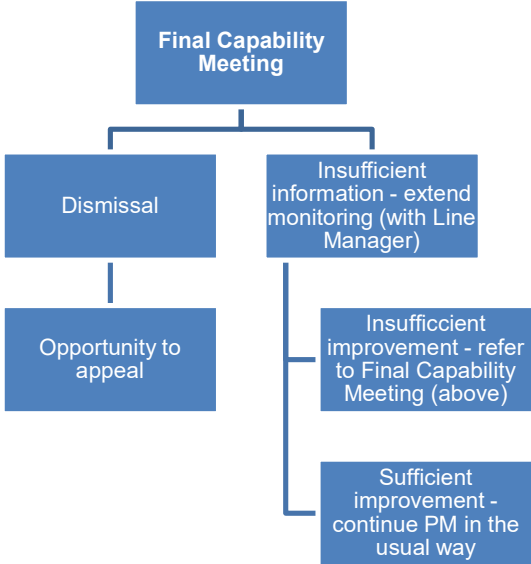 Final Capability
Meeting
Dismissal
Insufficient
information - extend
monitoring (with Line
Manager)
Opportunity to
appeal
Insufficcient
improvement - refer
to Final Capability
Meeting (above)
Sufficient
improvement -
continue PM in the
usual way